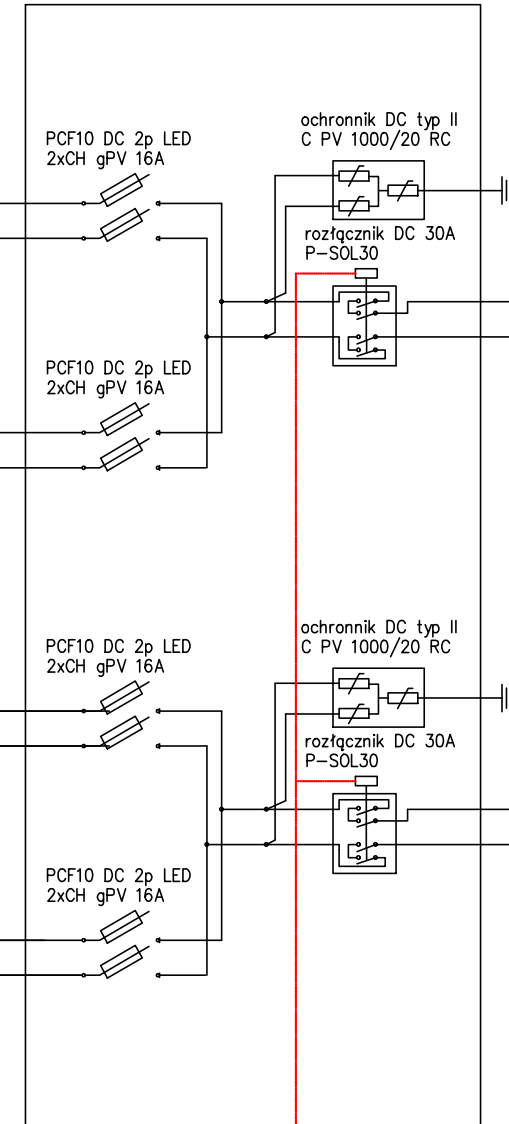 ochronnik DC typ II
C PV 1000/20 RC
PCF10 DC 2p LED
2xCH gPV 16A
rozłącznik DC 30A
P-SOL30
PCF10 DC 2p LED
2xCH gPV 16A
ochronnik DC typ II
C PV 1000/20 RC
PCF10 DC 2p LED
2xCH gPV 16A
rozłącznik DC 30A
P-SOL30
PCF10 DC 2p LED
2xCH gPV 16A